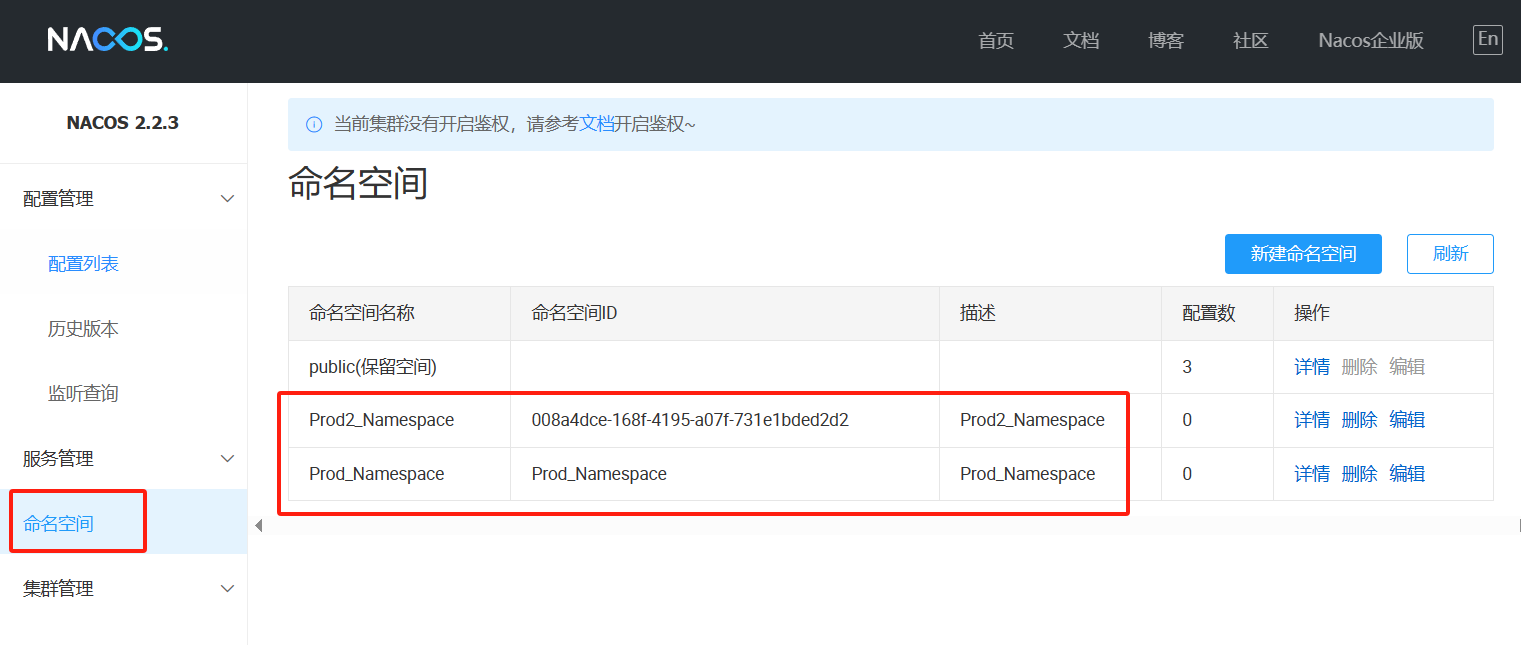 NACOS. 首页 文档 博客 社区 Nacos企业版 En
NACOS 2.2.3
配置管理
配置列表
历史版本
监听查询
服务管理
命名空间
集群管理
当前集群没有开启鉴权，请参考文档开启鉴权~
命名空间
新建命名空间 刷新
命名空间名称 命名空间ID 描述 配置数 操作
public(保留空间) 3 详情 删除 编辑
Prod2_Namespace 008a4dce-168f-4195-a07f-731e1bded2d2 Prod2_Namespace 0 详情 删除 编辑
Prod_Namespace Prod_Namespace Prod_Namespace 0 详情 删除 编辑